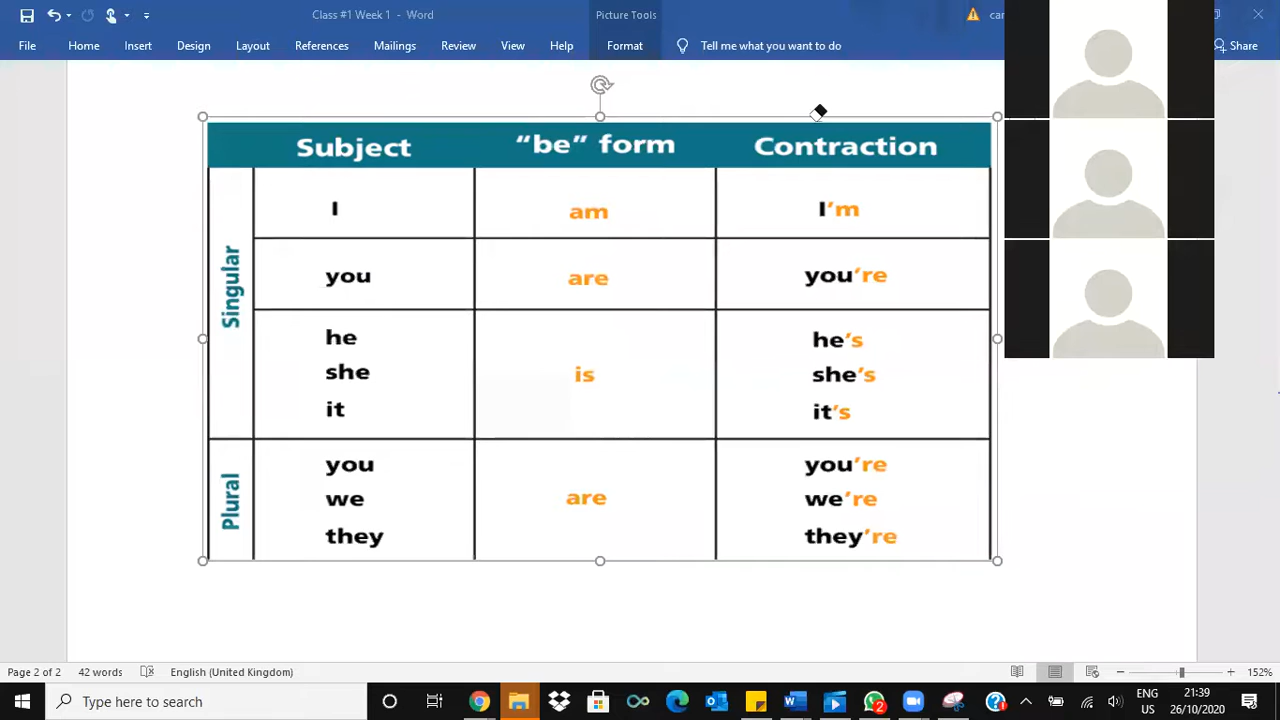 Class #1 Week 1 - Word
Picture Tools
car
File Home Insert Design Layout References Mailings Review View Help Format Tell me what you want to do Share
Subject "be" form Contraction
Singular
I am I'm
you are you're
he he's
she is she's
it it's
Plural
you you're
we are we're
they they're
Page 2 of 2 42 words English (United Kingdom) 152%
Type here to search
2
ENG 21:39
US 26/10/2020